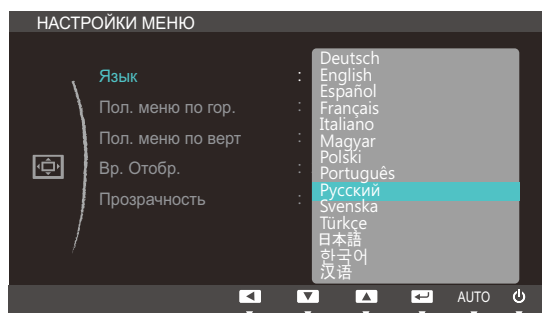 НАСТРОЙКИ МЕНЮ
Язык :
Пол. меню по гор. :
Пол. меню по верт :
Вр. Отобр. :
Прозрачность :
Deutsch
English
Español
Français
Italiano
Magyar
Polski
Português
Русский
Svenska
Türkçe
日本語
한국어
汉语
AUTO